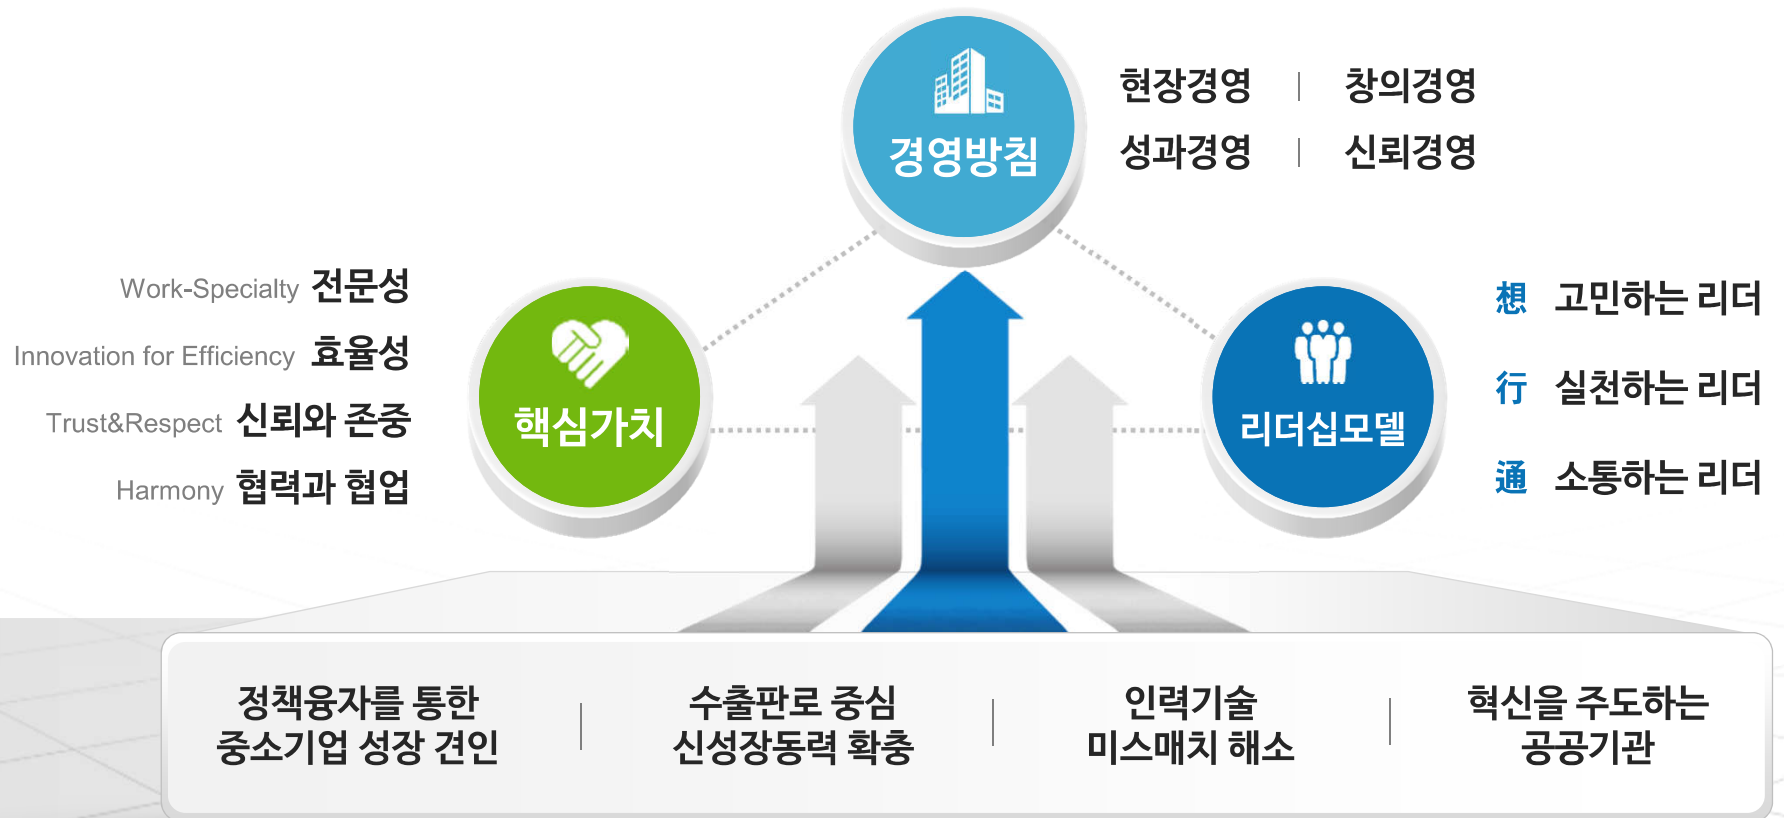 경영방침
현장경영 | 창의경영
성과경영 | 신뢰경영
핵심가치
Work-Specialty 전문성
Innovation for Efficiency 효율성
Trust&Respect 신뢰와 존중
Harmony 협력과 협업
리더십모델
想 고민하는 리더
行 실천하는 리더
通 소통하는 리더
정책융자를 통한
중소기업 성장 견인
수출판로 중심
신성장동력 확충
인력기술
미스매치 해소
혁신을 주도하는
공공기관